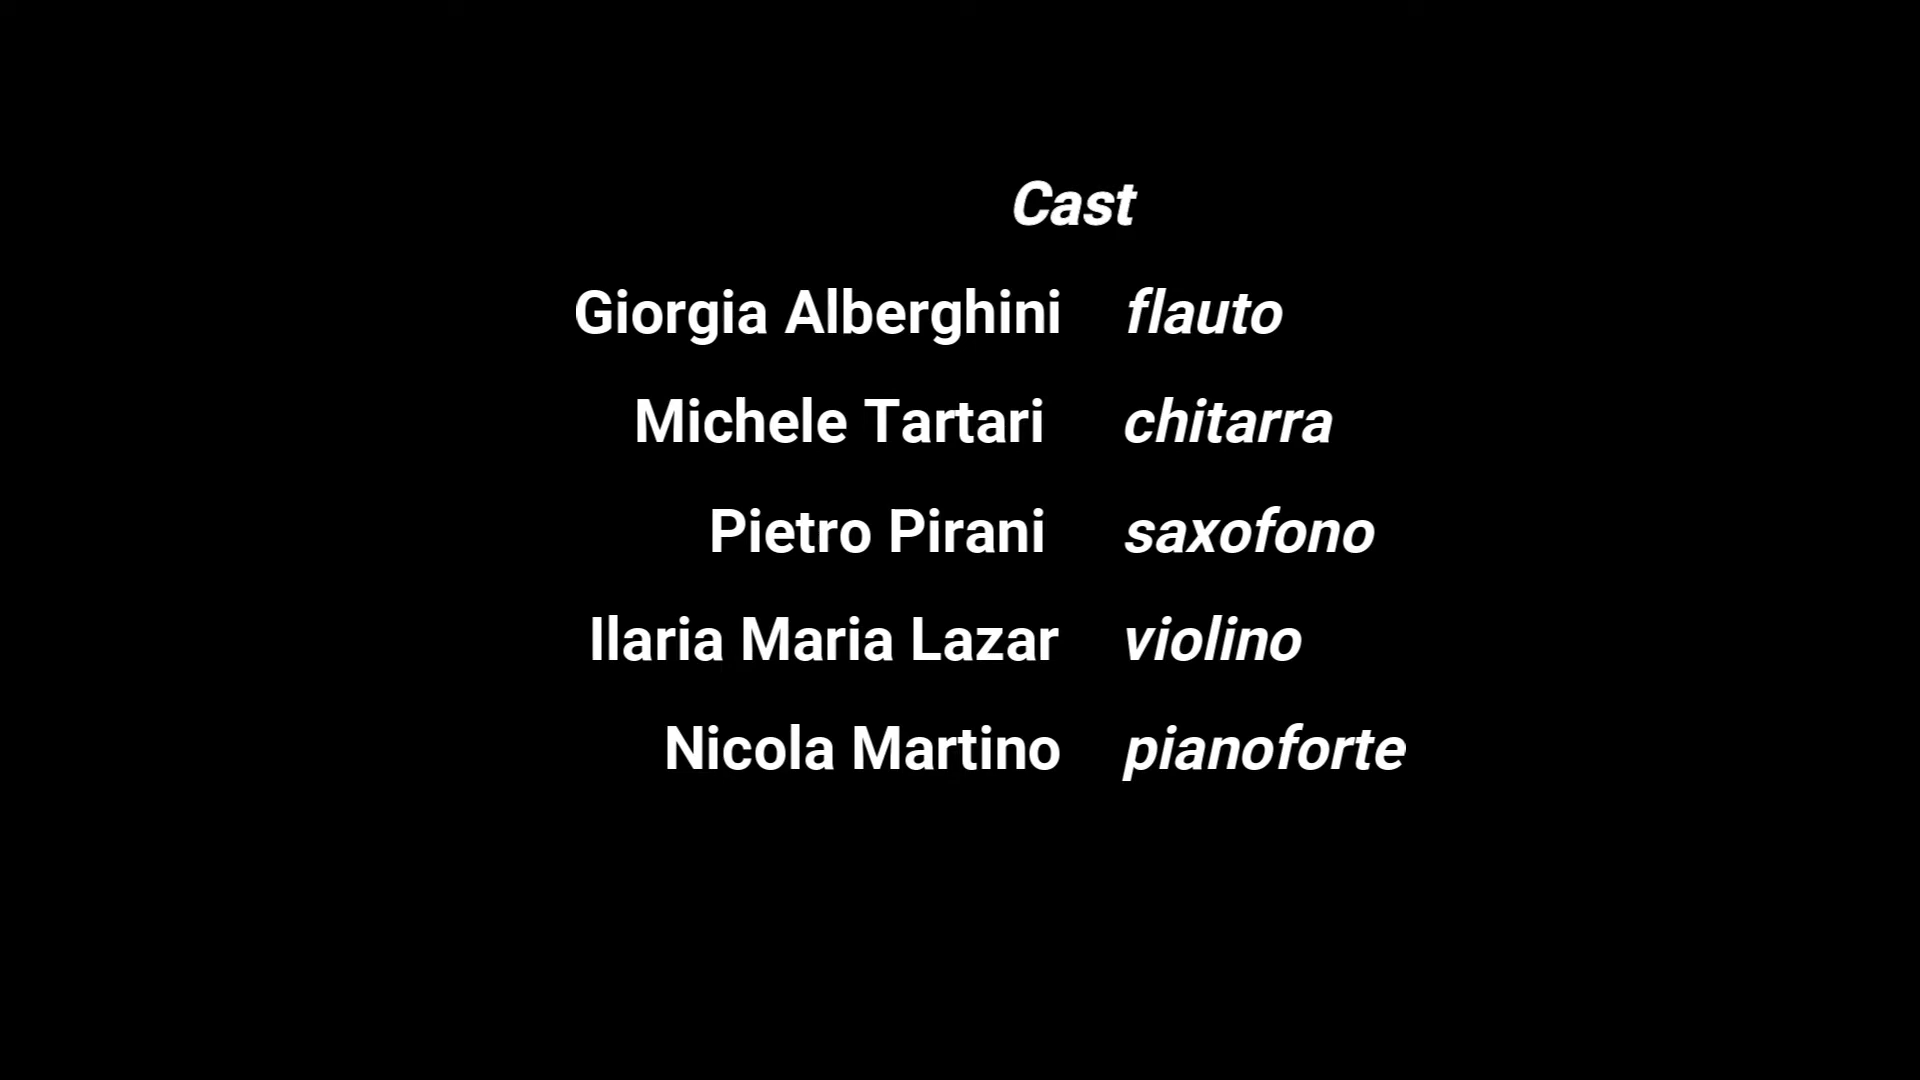 Cast
Giorgia Alberghini flauto
Michele Tartari chitarra
Pietro Pirani saxofono
Ilaria Maria Lazar violino
Nicola Martino pianoforte